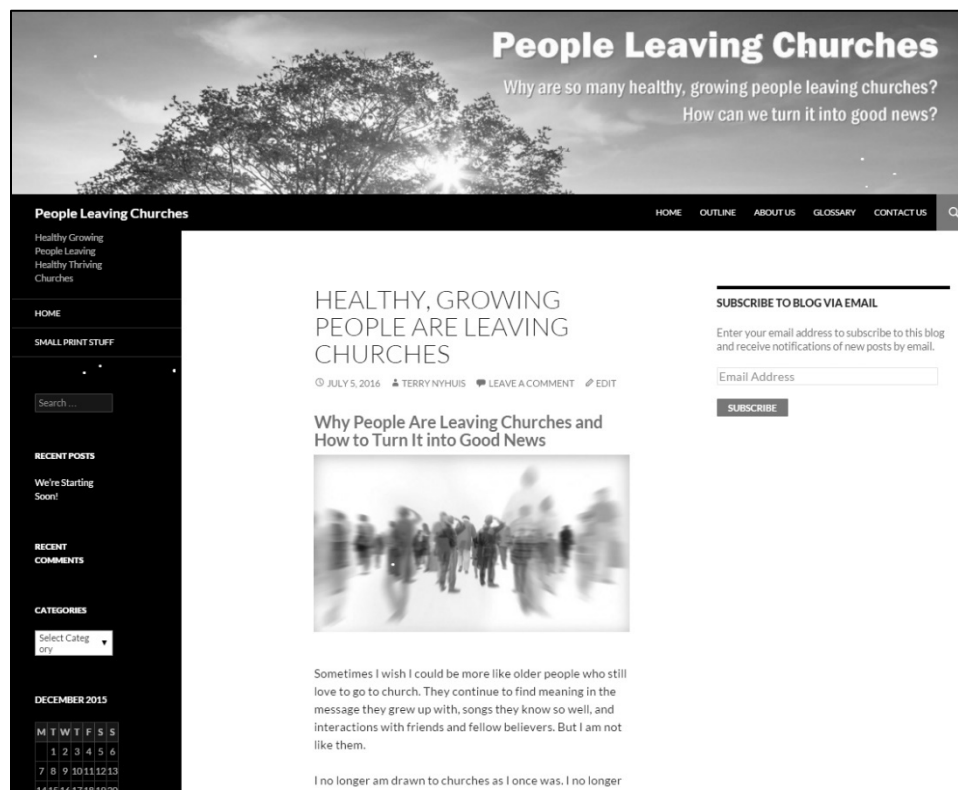 People Leaving Churches
Why are so many healthy, growing people leaving churches?
How can we turn it into good news?
People Leaving Churches
HOME OUTLINE ABOUT US GLOSSARY CONTACT US
Healthy Growing
People Leaving
Healthy Thriving
Churches
HOME
SMALL PRINT STUFF
Search ...
RECENT POSTS
We're Starting
Soon!
RECENT
COMMENTS
CATEGORIES
Select Categ
ory
DECEMBER 2015
M T W T F S S
1 2 3 4 5 6
7 8 9 10 11 12 13
14 15 16 17 18 19 20
HEALTHY, GROWING
PEOPLE ARE LEAVING
CHURCHES
JULY 5, 2016 TERRY NYHUIS LEAVE A COMMENT EDIT
Why People Are Leaving Churches and
How to Turn It into Good News
Sometimes I wish I could be more like older people who still
love to go to church. They continue to find meaning in the
message they grew up with, songs they know so well, and
interactions with friends and fellow believers. But I am not
like them.
I no longer am drawn to churches as I once was. I no longer
SUBSCRIBE TO BLOG VIA EMAIL
Enter your email address to subscribe to this blog
and receive notifications of new posts by email.
Email Address
SUBSCRIBE